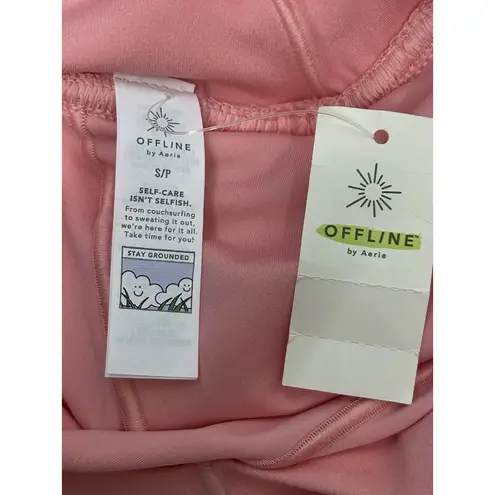 OFFLINE
by Aerie
S/P
SELF-CARE
ISN'T SELFISH.
From couchsurfing
to sweating it out,
we're here for it all.
Take time for you!
STAY GROUNDED
OFFLINE
by Aerie